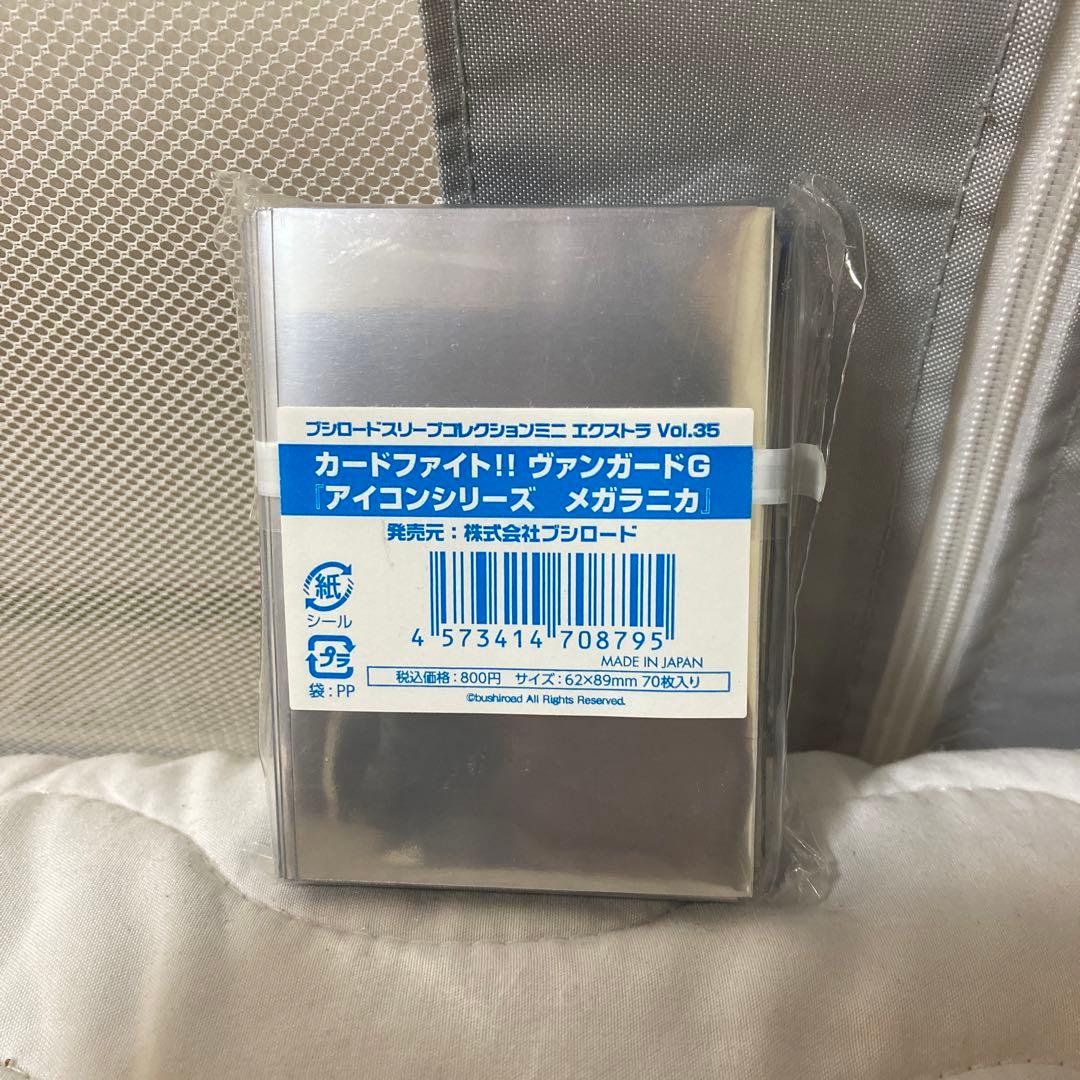 ブシロードスリーブコレクションミニ エクストラ Vol.35
カードファイト!! ヴァンガードG
『アイコンシリーズ　メガラニカ』
発売元：株式会社ブシロード
紙
シール
プラ
袋：PP
4 573414 708795
MADE IN JAPAN
税込価格：800円　サイズ：62×89mm 70枚入り
©bushiroad All Rights Reserved.